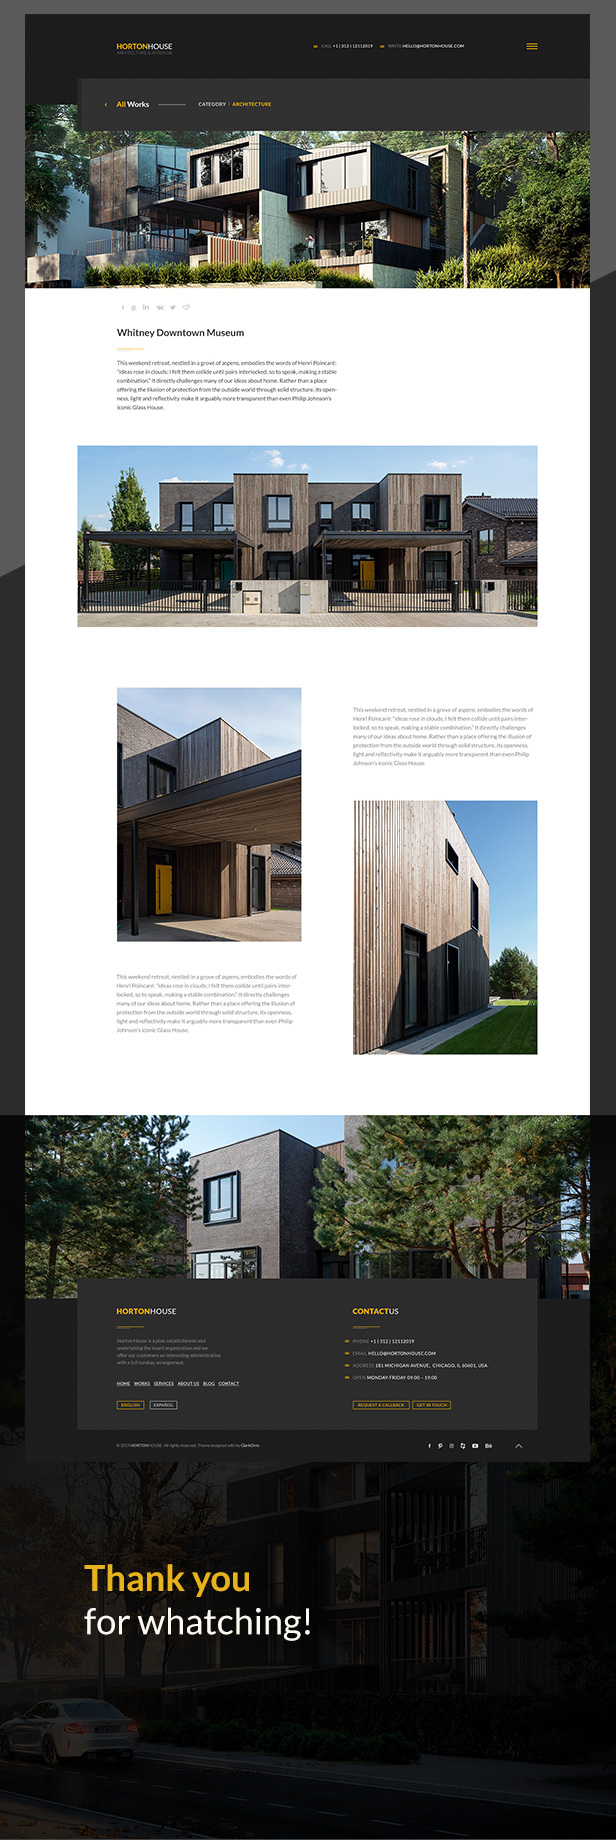 HORTONHOUSE
ARHITECTURE & INTERIOR
CALL +1 ( 312 ) 12112019
WRITE HELLO@HORTONHOUSE.COM
All Works
CATEGORY | ARCHITECTURE
Whitney Downtown Museum
This weekend retreat, nestled in a grove of aspens, embodies the words of Henri Poincaré:
"Ideas rose in clouds; I felt them collide until pairs interlocked, so to speak, making a stable
combination." It directly challenges many of our ideas about home. Rather than a place
offering the illusion of protection from the outside world through solid structure, its open-
ness, light and reflectivity make it arguably more transparent than even Philip Johnson's
iconic Glass House.
This weekend retreat, nestled in a grove of aspens, embodies the words of
Henri Poincaré: "Ideas rose in clouds; I felt them collide until pairs inter-
locked, so to speak, making a stable combination." It directly challenges
many of our ideas about home. Rather than a place offering the illusion of
protection from the outside world through solid structure, its openness,
light and reflectivity make it arguably more transparent than even Philip
Johnson's iconic Glass House.
This weekend retreat, nestled in a grove of aspens, embodies the words of
Henri Poincaré: "Ideas rose in clouds; I felt them collide until pairs inter-
locked, so to speak, making a stable combination." It directly challenges
many of our ideas about home. Rather than a place offering the illusion of
protection from the outside world through solid structure, its openness,
light and reflectivity make it arguably more transparent than even Philip
Johnson's iconic Glass House.
HORTONHOUSE
Horton House is a plan, establishment and
undertaking the board organization and we
offer our customers an interesting administration
with a full turnkey arrangement.
HOME WORKS SERVICES ABOUT US BLOG CONTACT
ENGLISH ESPAÑOL
CONTACTUS
PHONE +1 ( 312 ) 12112019
EMAIL HELLO@HORTONHOUSE.COM
ADDRESS 101 MICHIGAN AVENUE, CHICAGO, IL 60601, USA
OPEN MONDAY-FRIDAY 09:00 – 19:00
REQUEST A CALLBACK GET IN TOUCH
© 2019 HORTONHOUSE. All rights reserved. Theme designed with by ClarkOrto
Thank you
for whatching!